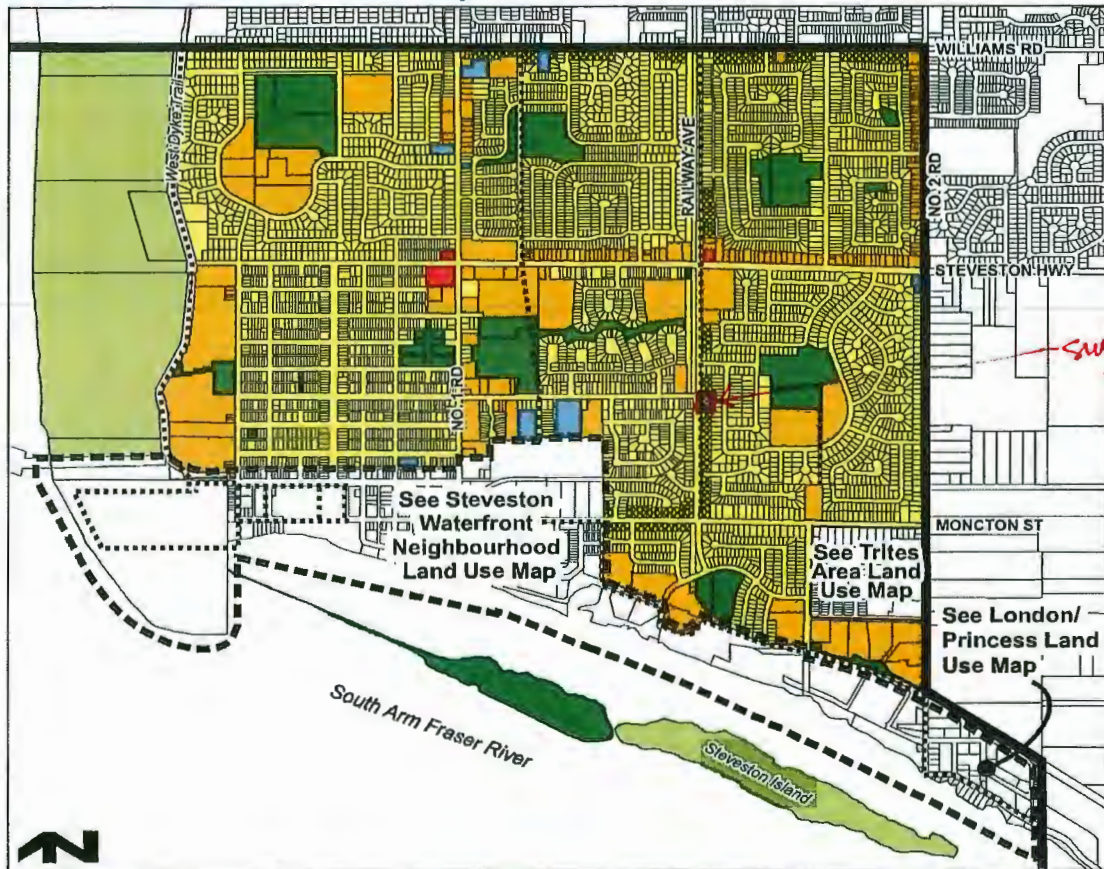 WILLIAMS RD
West Dyke Trail
RAILWAY AVE
NO. 2 RD
STEVESTON HWY
NO. 1 RD
See Steveston
Waterfront
Neighbourhood
Land Use Map
MONCTON ST
See Trites
Area Land
Use Map
See London/
Princess Land
Use Map
South Arm Fraser River
Steveston Island